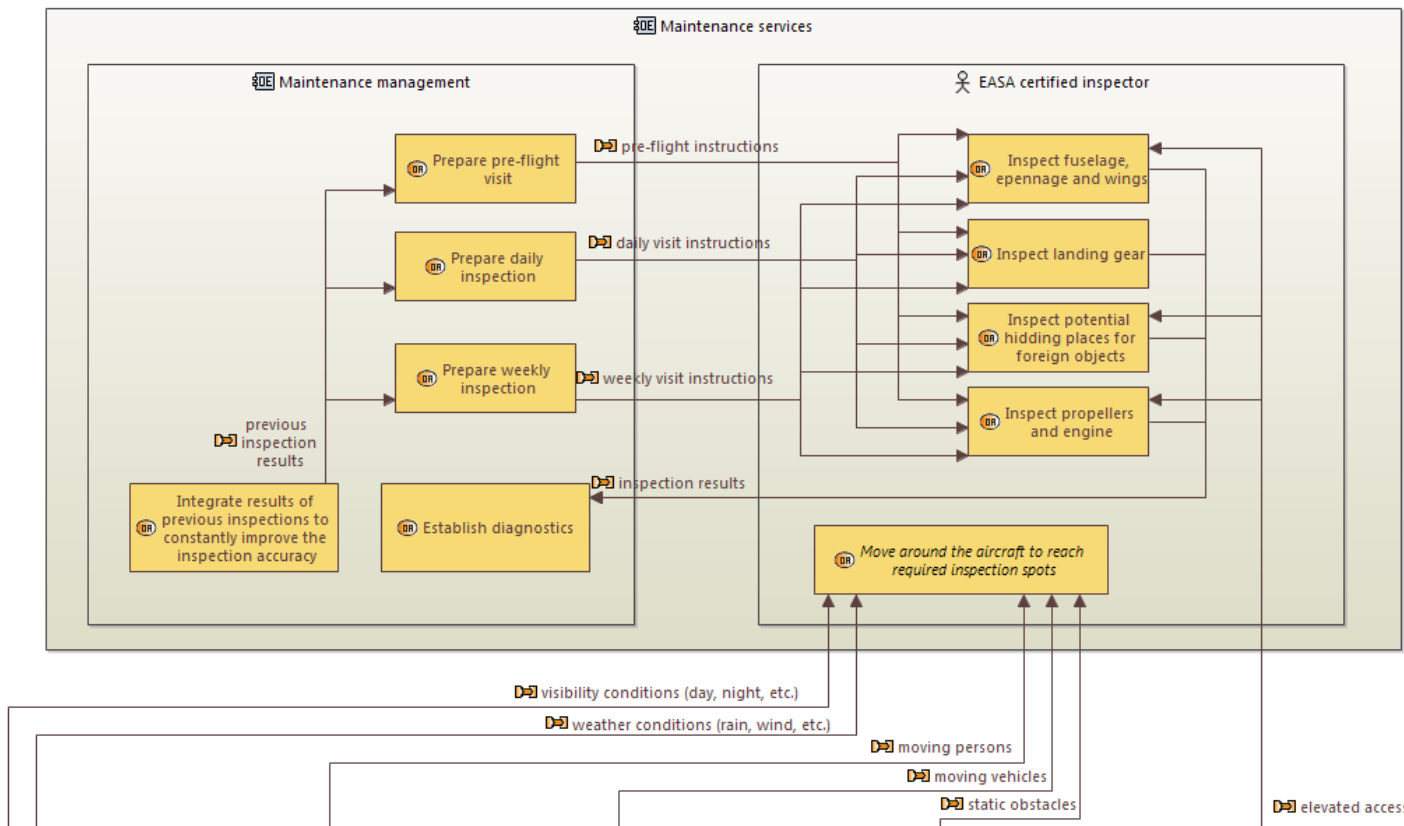 Maintenance services
Maintenance management
EASA certified inspector
Prepare pre-flight
visit
pre-flight instructions
Inspect fuselage,
epennage and wings
Prepare daily
inspection
daily visit instructions
Inspect landing gear
Prepare weekly
inspection
weekly visit instructions
Inspect potential
hidding places for
foreign objects
Inspect propellers
and engine
previous
inspection
results
Integrate results of
previous inspections to
constantly improve the
inspection accuracy
Establish diagnostics
inspection results
Move around the aircraft to reach
required inspection spots
visibility conditions (day, night, etc.)
weather conditions (rain, wind, etc.)
moving persons
moving vehicles
static obstacles
elevated acces